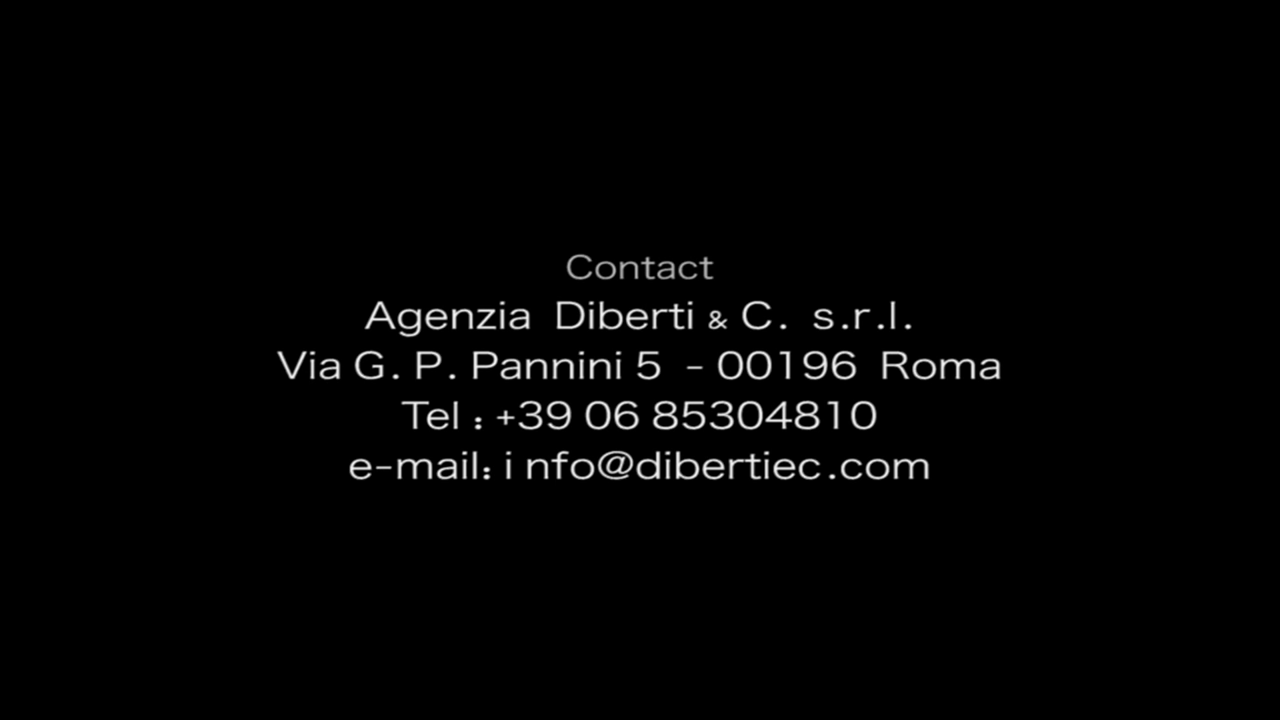 Contact
Agenzia Diberti & C. s.r.l.
Via G. P. Pannini 5 - 00196 Roma
Tel : +39 06 85304810
e-mail: i nfo@dibertiec.com